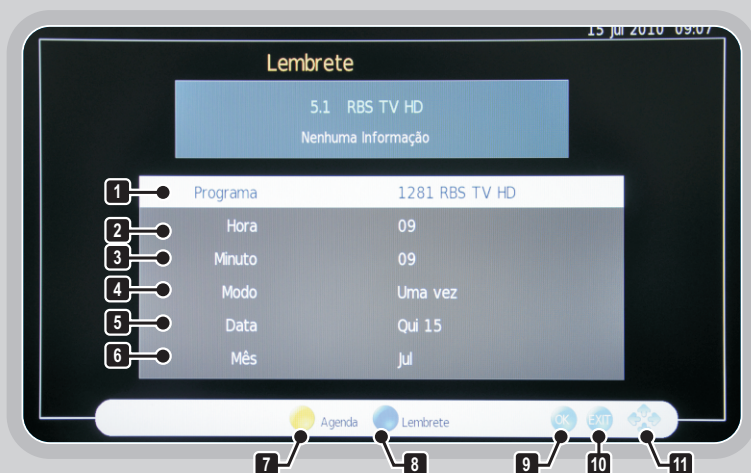 15 Jul 2010 09:07
Lembrete
5.1 RBS TV HD
Nenhuma Informação
1 Programa 1281 RBS TV HD
2 Hora 09
3 Minuto 09
4 Modo Uma vez
5 Data Qui 15
6 Mês Jul
Agenda Lembrete OK EXIT
7 8 9 10 11